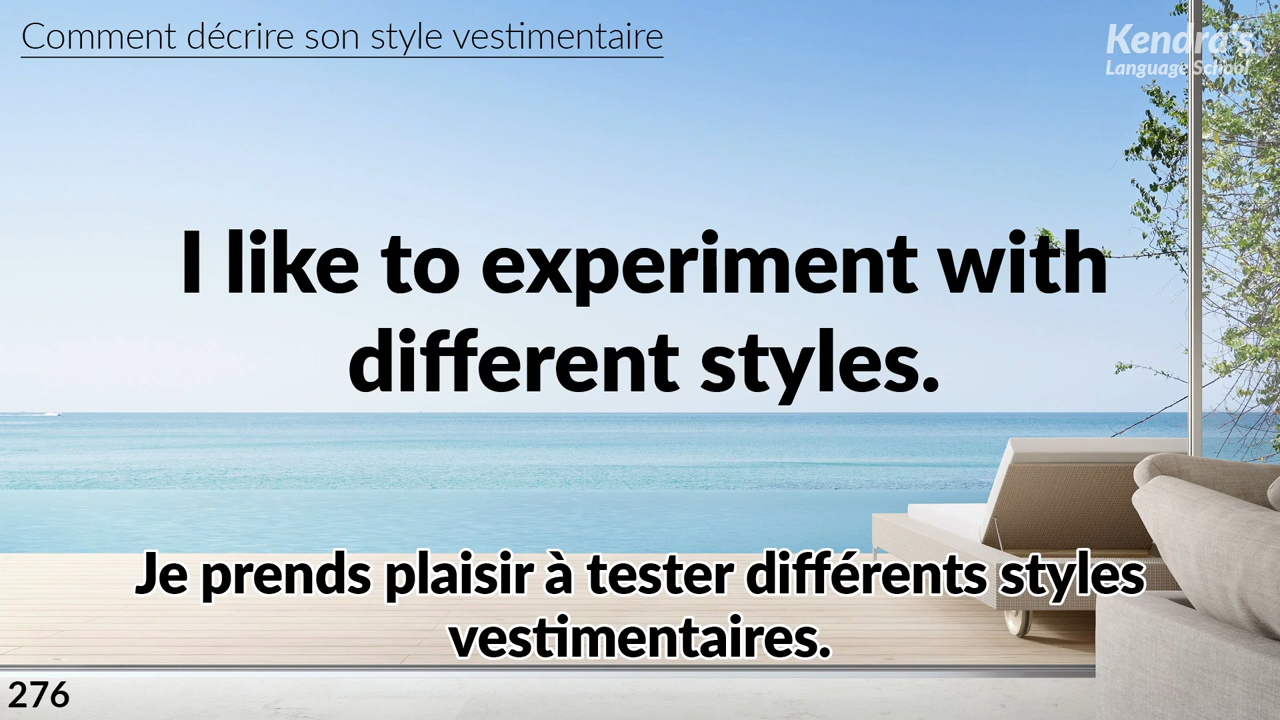 Comment décrire son style vestimentaire
Kendra's
Language School
I like to experiment with
different styles.
Je prends plaisir à tester différents styles
vestimentaires.
276